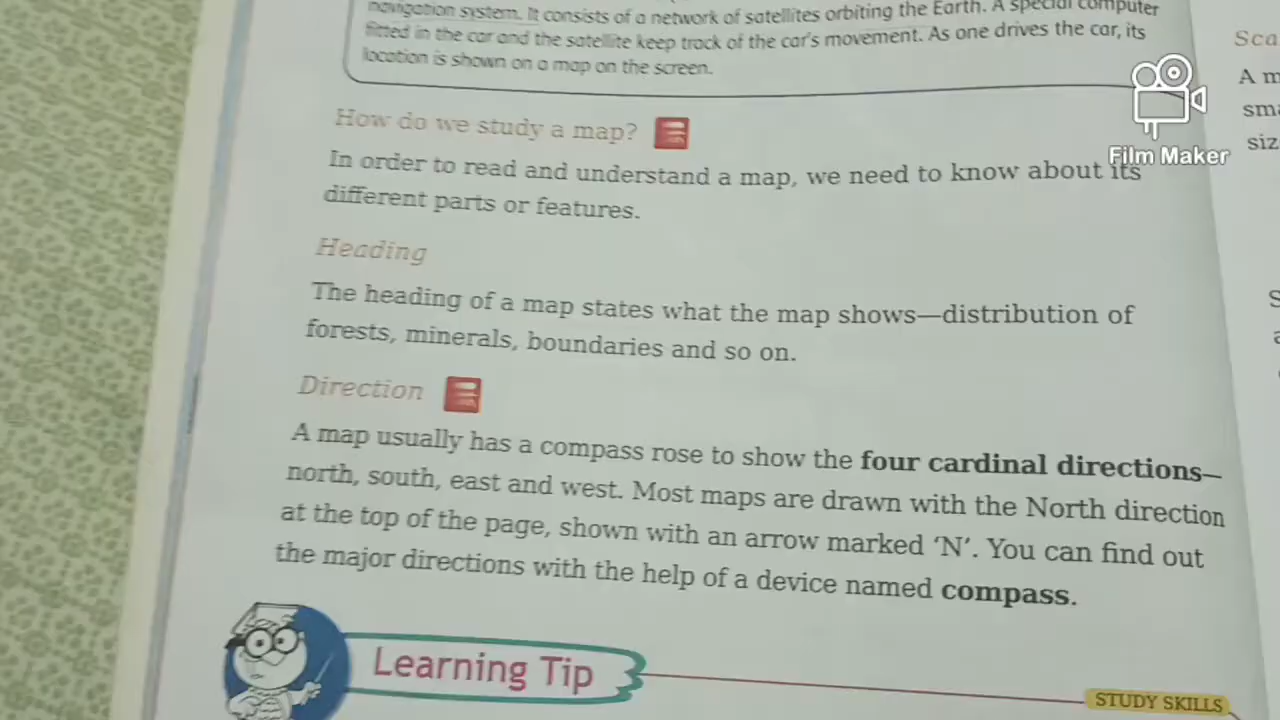 navigation system. It consists of a network of satellites orbiting the Earth. A special computer
fitted in the car and the satellite keep track of the car's movement. As one drives the car, its
location is shown on a map on the screen.
How do we study a map?
In order to read and understand a map, we need to know about its
different parts or features.
Heading
The heading of a map states what the map shows—distribution of
forests, minerals, boundaries and so on.
Direction
A map usually has a compass rose to show the four cardinal directions—
north, south, east and west. Most maps are drawn with the North direction
at the top of the page, shown with an arrow marked ‘N’. You can find out
the major directions with the help of a device named compass.
Learning Tip
STUDY SKILLS
Film Maker
A